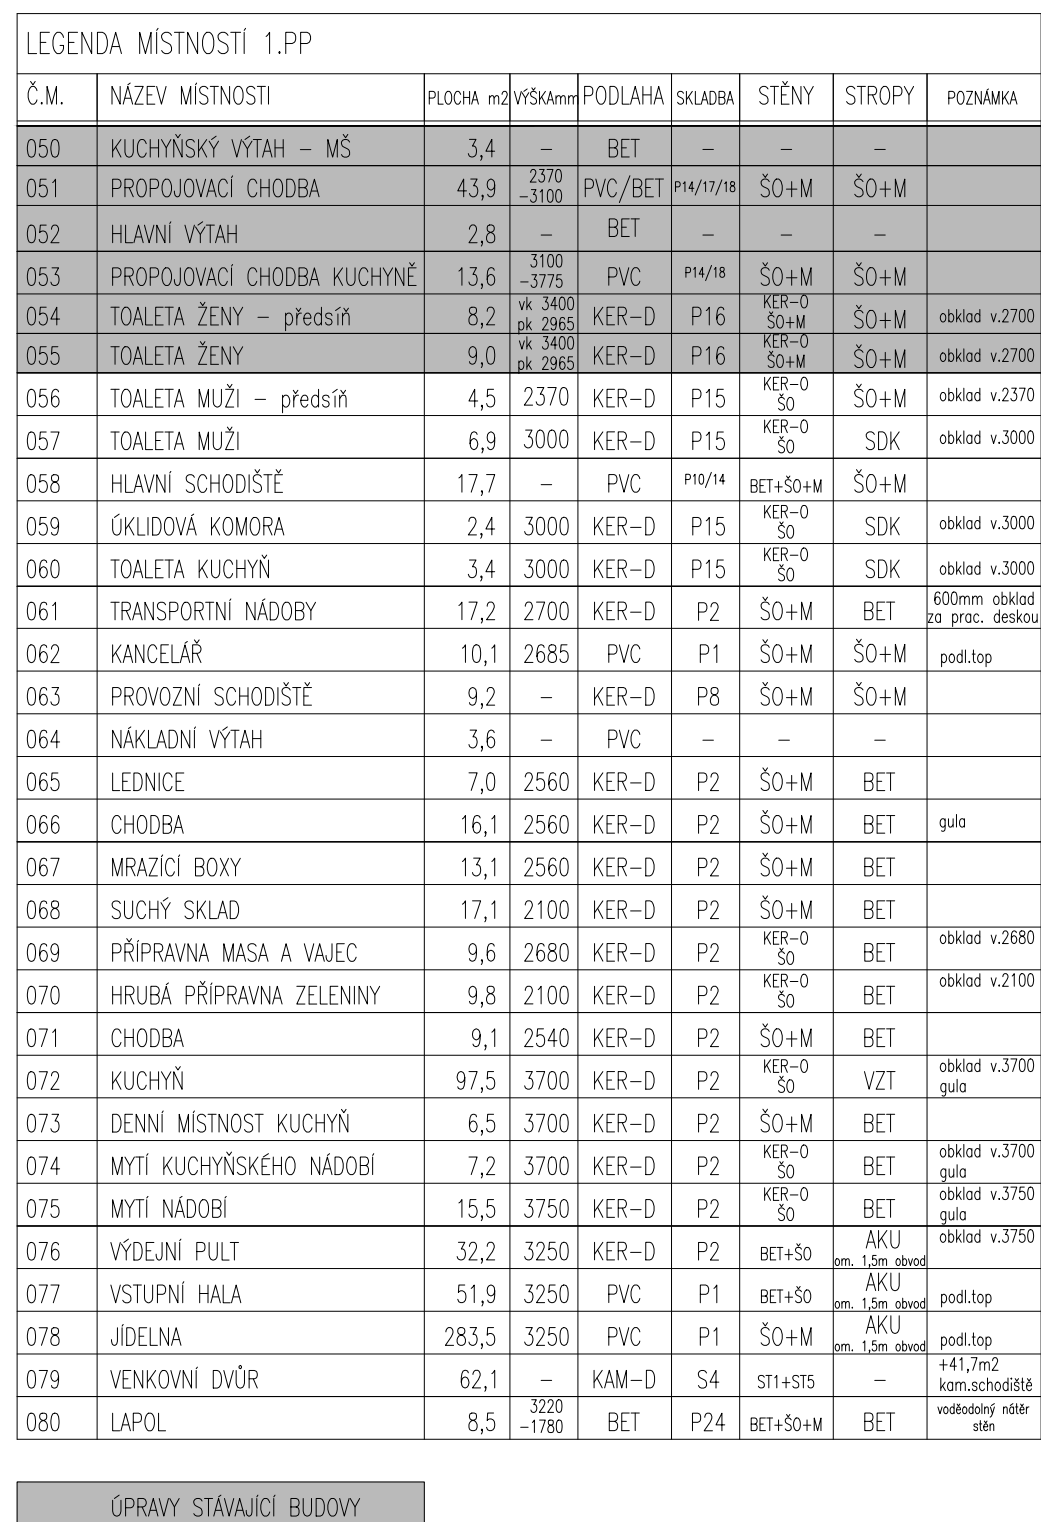 LEGENDA MÍSTNOSTÍ 1.PP
Č.M. NÁZEV MÍSTNOSTI PLOCHA m2 VÝŠKAmm PODLAHA SKLADBA STĚNY STROPY POZNÁMKA
050 KUCHYŇSKÝ VÝTAH – MŠ 3,4 – BET – – –
051 PROPOJOVACÍ CHODBA 43,9 2370 –3100 PVC/BET P14/17/18 ŠO+M ŠO+M
052 HLAVNÍ VÝTAH 2,8 – BET – – –
053 PROPOJOVACÍ CHODBA KUCHYNĚ 13,6 3100 –3775 PVC P14/18 ŠO+M ŠO+M
054 TOALETA ŽENY – předsíň 8,2 vk 3400 pk 2965 KER–D P16 KER–O ŠO+M ŠO+M obklad v.2700
055 TOALETA ŽENY 9,0 vk 3400 pk 2965 KER–D P16 KER–O ŠO+M ŠO+M obklad v.2700
056 TOALETA MUŽI – předsíň 4,5 2370 KER–D P15 KER–O ŠO ŠO+M obklad v.2370
057 TOALETA MUŽI 6,9 3000 KER–D P15 KER–O ŠO SDK obklad v.3000
058 HLAVNÍ SCHODIŠTĚ 17,7 – PVC P10/14 BET+ŠO+M ŠO+M
059 ÚKLIDOVÁ KOMORA 2,4 3000 KER–D P15 KER–O ŠO SDK obklad v.3000
060 TOALETA KUCHYŇ 3,4 3000 KER–D P15 KER–O ŠO SDK obklad v.3000
061 TRANSPORTNÍ NÁDOBY 17,2 2700 KER–D P2 ŠO+M BET 600mm obklad za prac. deskou
062 KANCELÁŘ 10,1 2685 PVC P1 ŠO+M ŠO+M podl.top
063 PROVOZNÍ SCHODIŠTĚ 9,2 – KER–D P8 ŠO+M ŠO+M
064 NÁKLADNÍ VÝTAH 3,6 – PVC – – –
065 LEDNICE 7,0 2560 KER–D P2 ŠO+M BET
066 CHODBA 16,1 2560 KER–D P2 ŠO+M BET gula
067 MRAZÍCÍ BOXY 13,1 2560 KER–D P2 ŠO+M BET
068 SUCHÝ SKLAD 17,1 2100 KER–D P2 ŠO+M BET
069 PŘÍPRAVNA MASA A VAJEC 9,6 2680 KER–D P2 KER–O ŠO BET obklad v.2680
070 HRUBÁ PŘÍPRAVNA ZELENINY 9,8 2100 KER–D P2 KER–O ŠO BET obklad v.2100
071 CHODBA 9,1 2540 KER–D P2 ŠO+M BET
072 KUCHYŇ 97,5 3700 KER–D P2 KER–O ŠO VZT obklad v.3700 gula
073 DENNÍ MÍSTNOST KUCHYŇ 6,5 3700 KER–D P2 ŠO+M BET
074 MYTÍ KUCHYŇSKÉHO NÁDOBÍ 7,2 3700 KER–D P2 KER–O ŠO BET obklad v.3700 gula
075 MYTÍ NÁDOBÍ 15,5 3750 KER–D P2 KER–O ŠO BET obklad v.3750 gula
076 VÝDEJNÍ PULT 32,2 3250 KER–D P2 BET+ŠO AKU om. 1,5m obvod obklad v.3750
077 VSTUPNÍ HALA 51,9 3250 PVC P1 BET+ŠO AKU om. 1,5m obvod podl.top
078 JÍDELNA 283,5 3250 PVC P1 ŠO+M AKU om. 1,5m obvod podl.top
079 VENKOVNÍ DVŮR 62,1 – KAM–D S4 ST1+ST5 – +41,7m2 kam.schodiště
080 LAPOL 8,5 3220 –1780 BET P24 BET+ŠO+M BET voděodolný nátěr stěn
ÚPRAVY STÁVAJÍCÍ BUDOVY